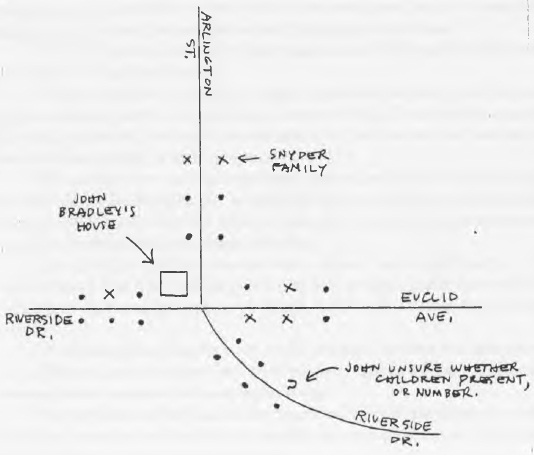 ARLINGTON
ST.
SNYDER
FAMILY
JOHN
BRADLEY'S
HOUSE
EUCLID
AVE.
RIVERSIDE
DR.
JOHN UNSURE WHETHER
CHILDREN PRESENT,
OR NUMBER.
RIVERSIDE
DR.